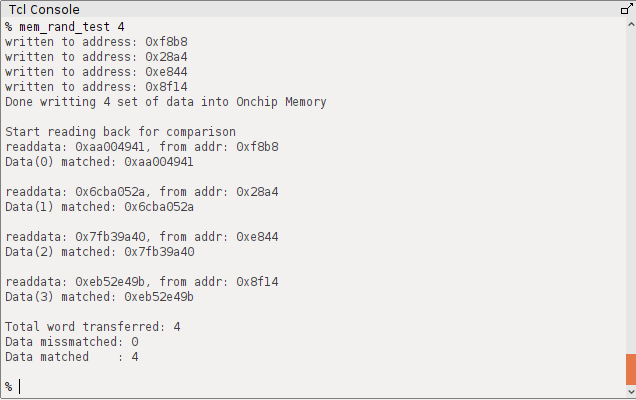 Tcl Console
% mem_rand_test 4
written to address: 0xf8b8
written to address: 0x28a4
written to address: 0xe844
written to address: 0x8f14
Done writting 4 set of data into Onchip Memory
Start reading back for comparison
readdata: 0xaa004941, from addr: 0xf8b8
Data(0) matched: 0xaa004941
readdata: 0x6cba052a, from addr: 0x28a4
Data(1) matched: 0x6cba052a
readdata: 0x7fb39a40, from addr: 0xe844
Data(2) matched: 0x7fb39a40
readdata: 0xeb52e49b, from addr: 0x8f14
Data(3) matched: 0xeb52e49b
Total word transferred: 4
Data missmatched: 0
Data matched    : 4
%